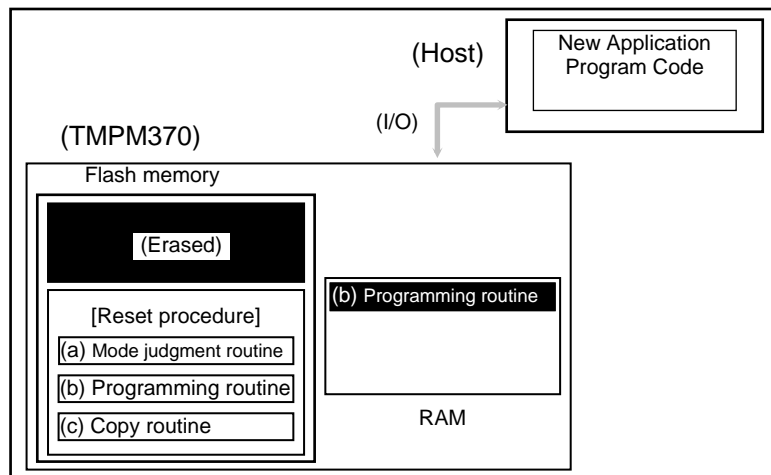 (Host)
New Application
Program Code
(I/O)
(TMPM370)
Flash memory
(Erased)
[Reset procedure]
(a) Mode judgment routine
(b) Programming routine
(c) Copy routine
(b) Programming routine
RAM